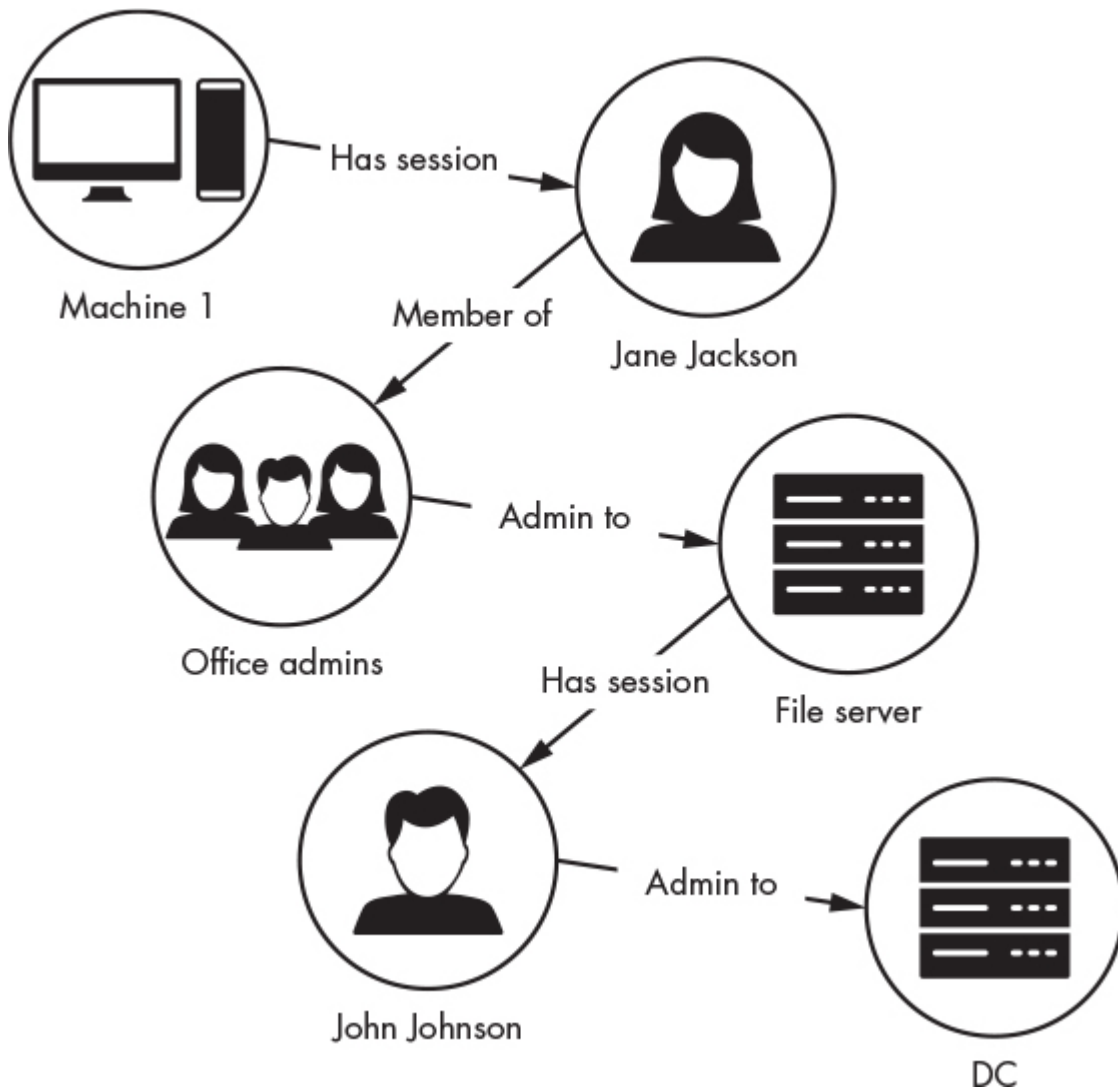 Has session
Machine 1
Member of
Jane Jackson
Admin to
Office admins
Has session
File server
Admin to
John Johnson
DC